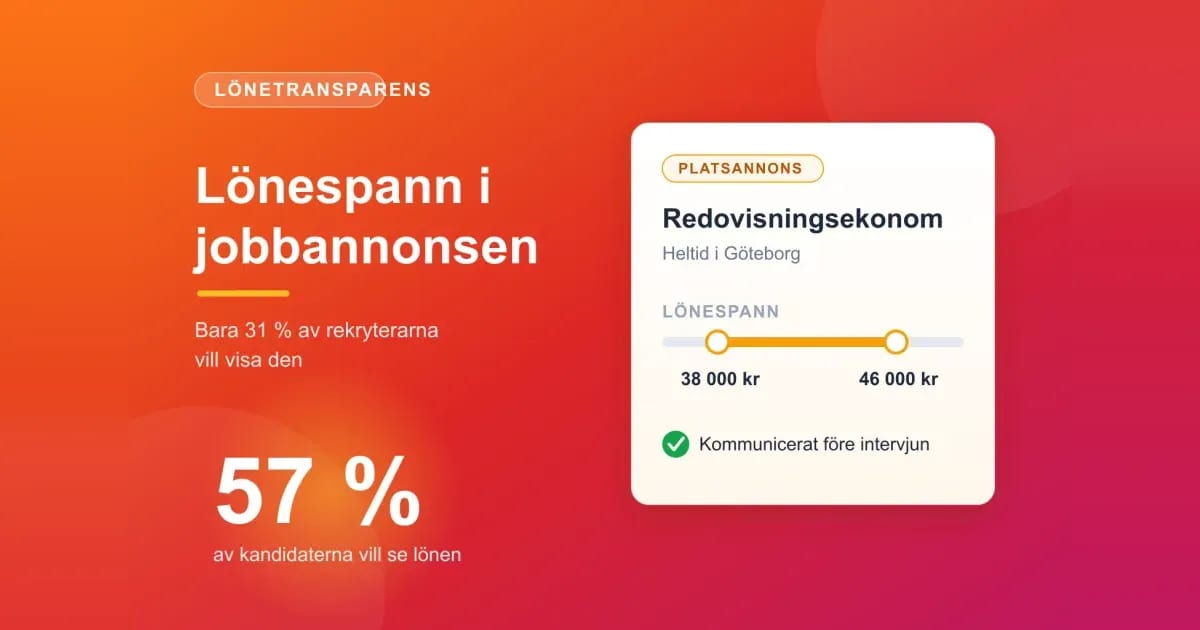 LÖNETRANSPARENS
Lönespann i
jobbannonsen
Bara 31 % av rekryterarna
vill visa den
57 %
av kandidaterna vill se lönen
PLATSANNONS
Redovisningsekonom
Heltid i Göteborg
LÖNESPANN
38 000 kr
46 000 kr
Kommunicerat före intervjun